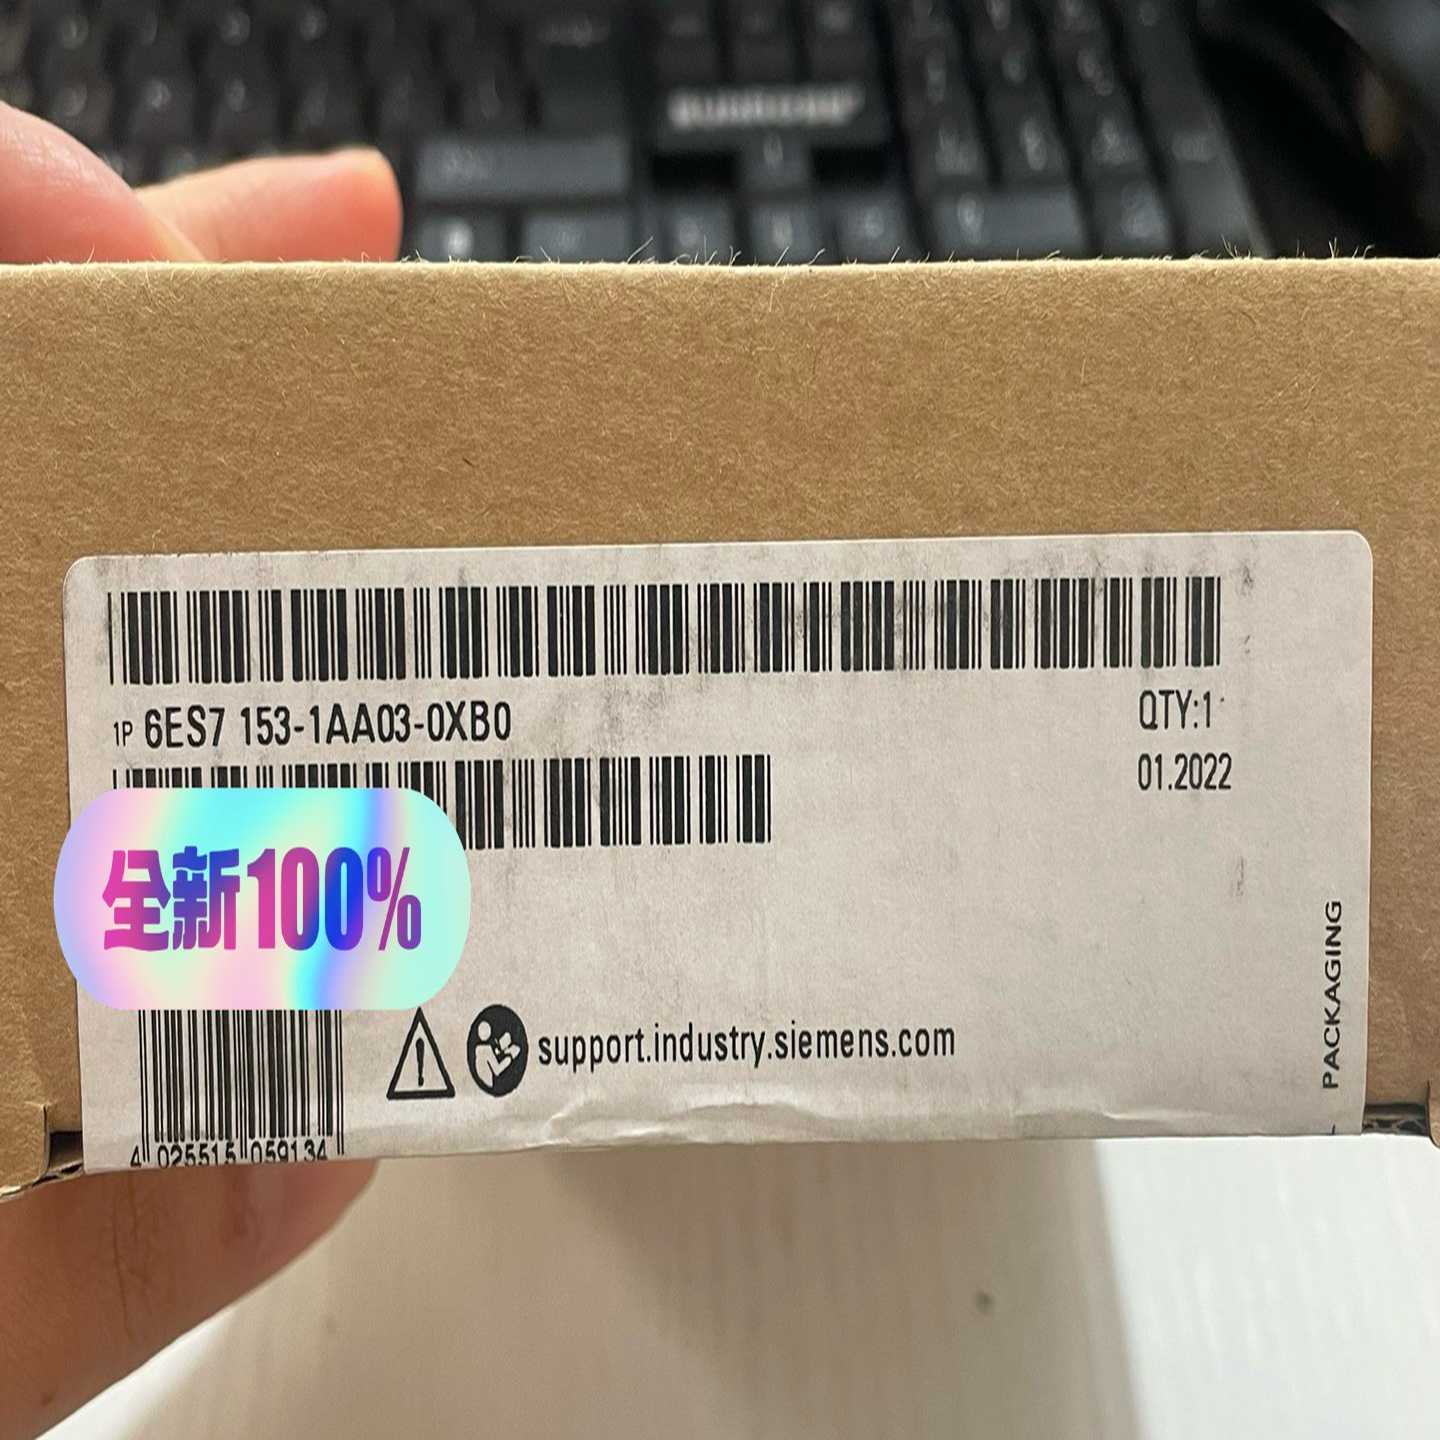 1P 6ES7 153-1AA03-0XB0
QTY:1
01.2022
全新100%
support.industry.siemens.com
PACKAGING
4 025515 059134